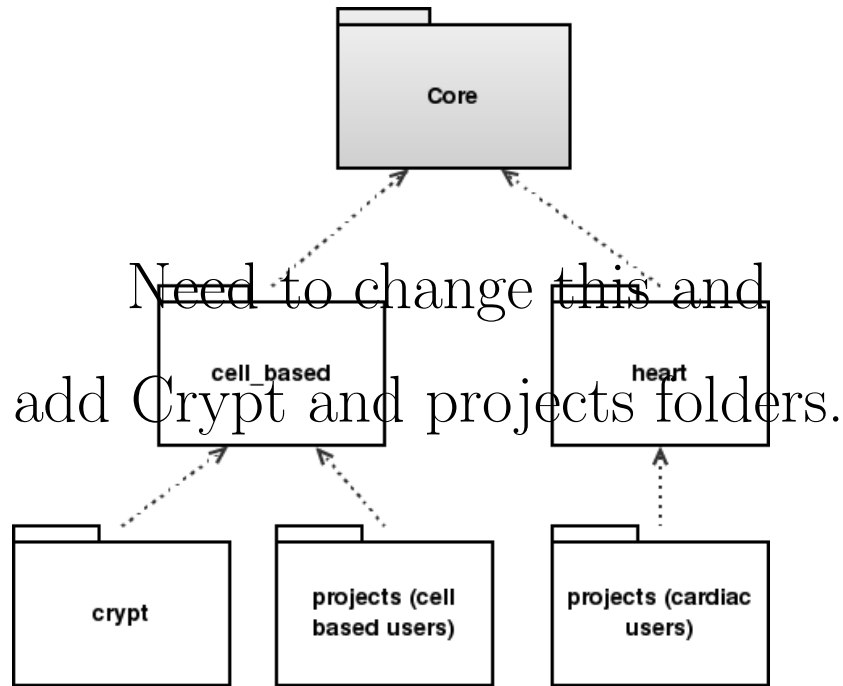 Core
Need to change this and
cell_based
heart
add Crypt and projects folders.
crypt
projects (cell
based users)
projects (cardiac
users)